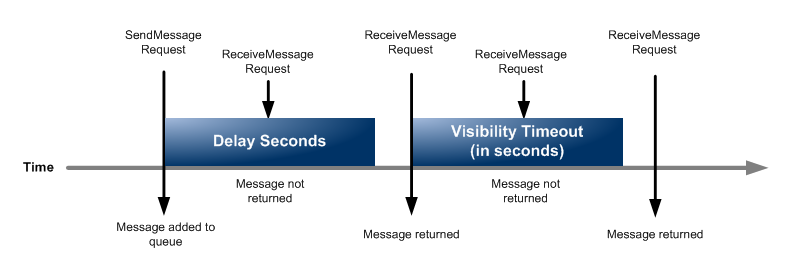 SendMessage
Request
ReceiveMessage
Request
ReceiveMessage
Request
ReceiveMessage
Request
ReceiveMessage
Request
Delay Seconds
Visibility Timeout
(in seconds)
Time
Message not
returned
Message not
returned
Message added to
queue
Message returned
Message returned